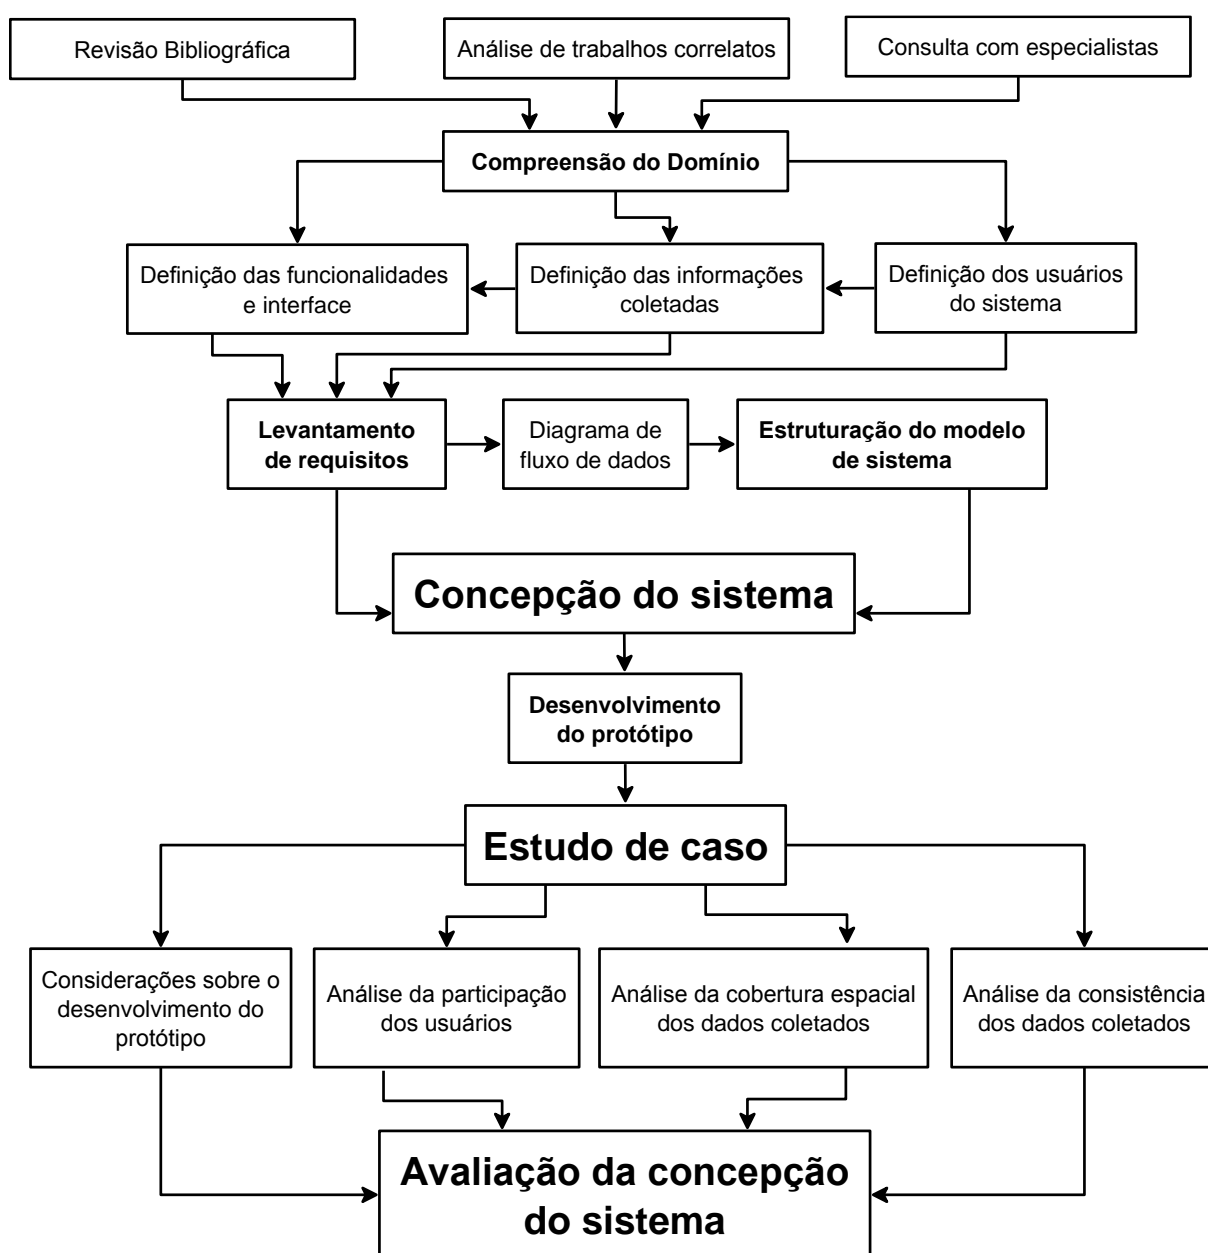 Revisão Bibliográfica
Análise de trabalhos correlatos
Consulta com especialistas
Compreensão do Domínio
Definição das funcionalidades
e interface
Definição das informações
coletadas
Definição dos usuários
do sistema
Levantamento
de requisitos
Diagrama de
fluxo de dados
Estruturação do modelo
de sistema
Concepção do sistema
Desenvolvimento
do protótipo
Estudo de caso
Considerações sobre o
desenvolvimento do
protótipo
Análise da participação
dos usuários
Análise da cobertura espacial
dos dados coletados
Análise da consistência
dos dados coletados
Avaliação da concepção
do sistema